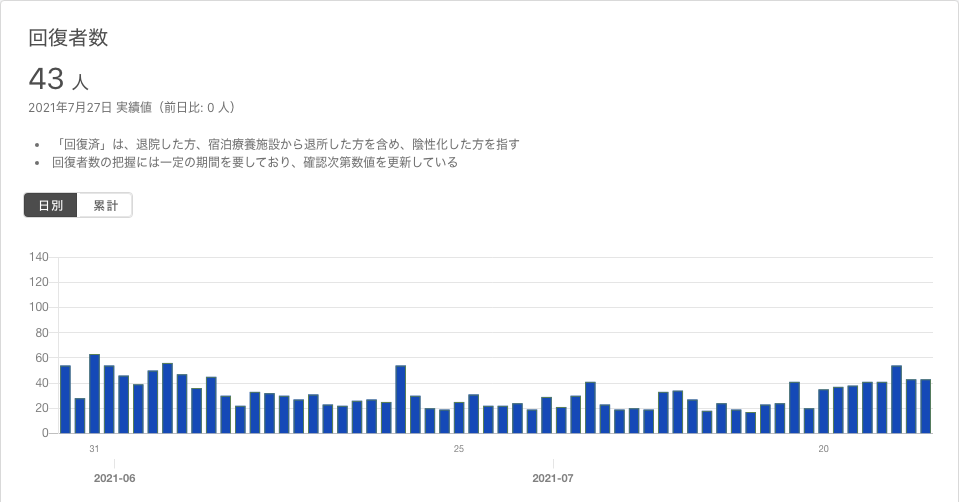 回復者数
43 人
2021年7月27日 実績値（前日比: 0 人）
• 「回復済」は、退院した方、宿泊療養施設から退所した方を含め、陰性化した方を指す
• 回復者数の把握には一定の期間を要しており、確認次第数値を更新している
日別 累計
140
120
100
80
60
40
20
0
31 25 20
2021-06 2021-07